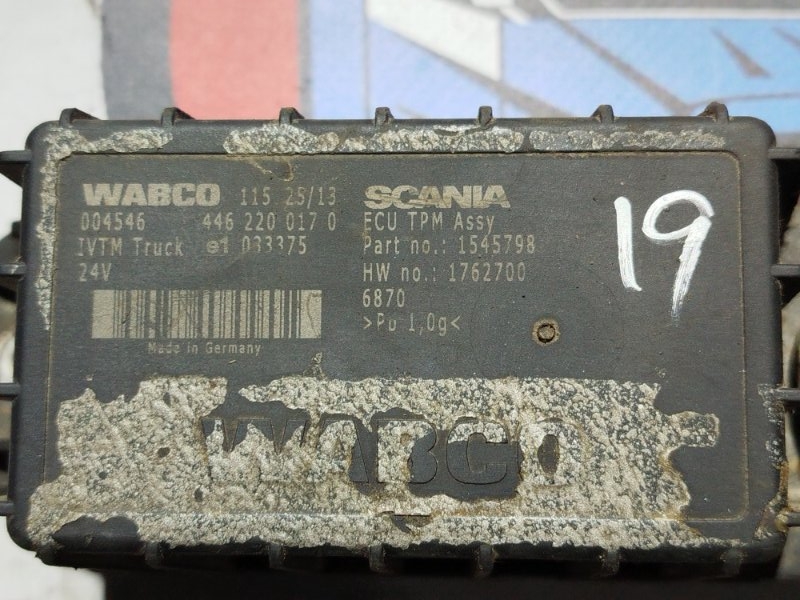 WABCO 115 25/13
004546 446 220 017 0
IVTM Truck e1 033375
24V
Made in Germany
SCANIA
ECU TPM Assy
Part no.: 1545798
HW no.: 1762700
6870
>Pb 1,0g<
19
WABCO